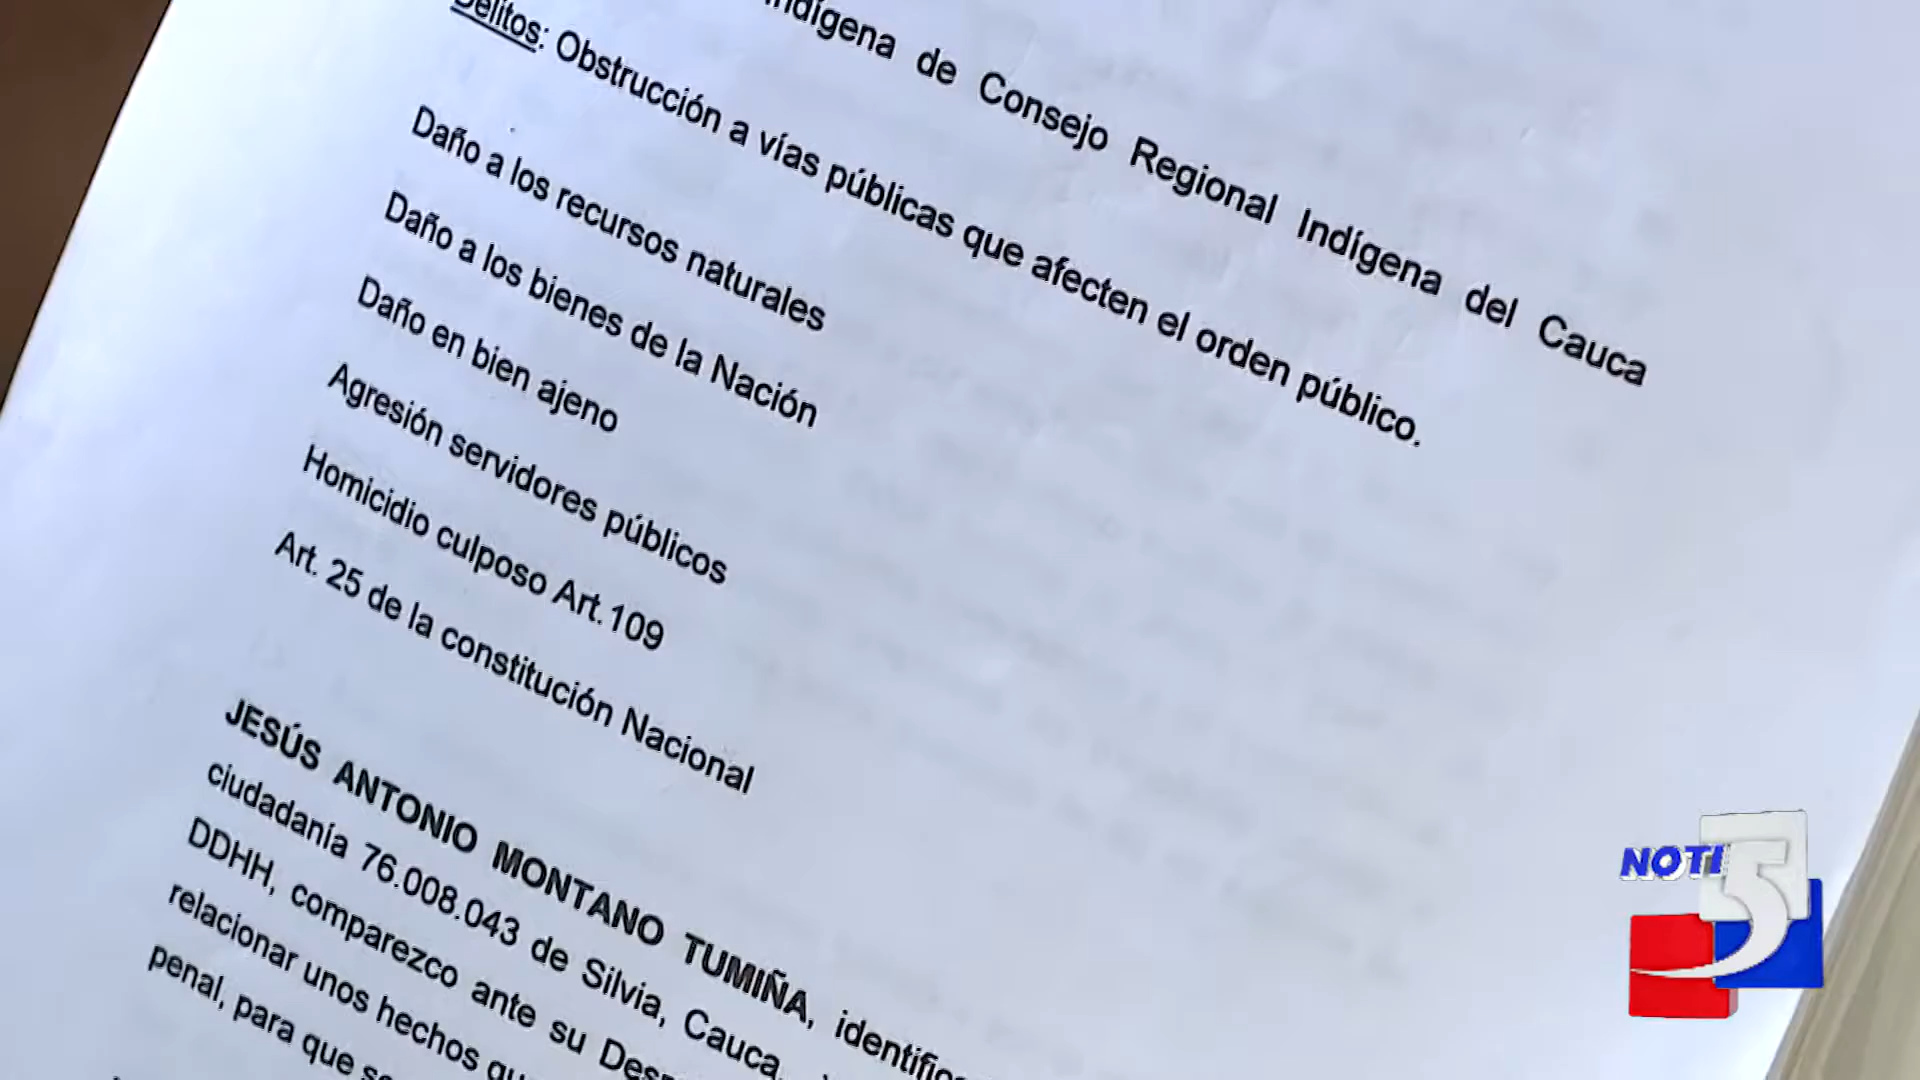 Indígena de Consejo Regional Indígena del Cauca
Delitos: Obstrucción a vías públicas que afecten el orden público.
Daño a los recursos naturales
Daño a los bienes de la Nación
Daño en bien ajeno
Agresión servidores públicos
Homicidio culposo Art.109
Art. 25 de la constitución Nacional
JESÚS ANTONIO MONTANO TUMIÑA,
ciudadanía 76.008.043 de Silvia, Cauca,
DDHH, comparezco ante su
relacionar unos hechos
penal, para que
NOTI 5